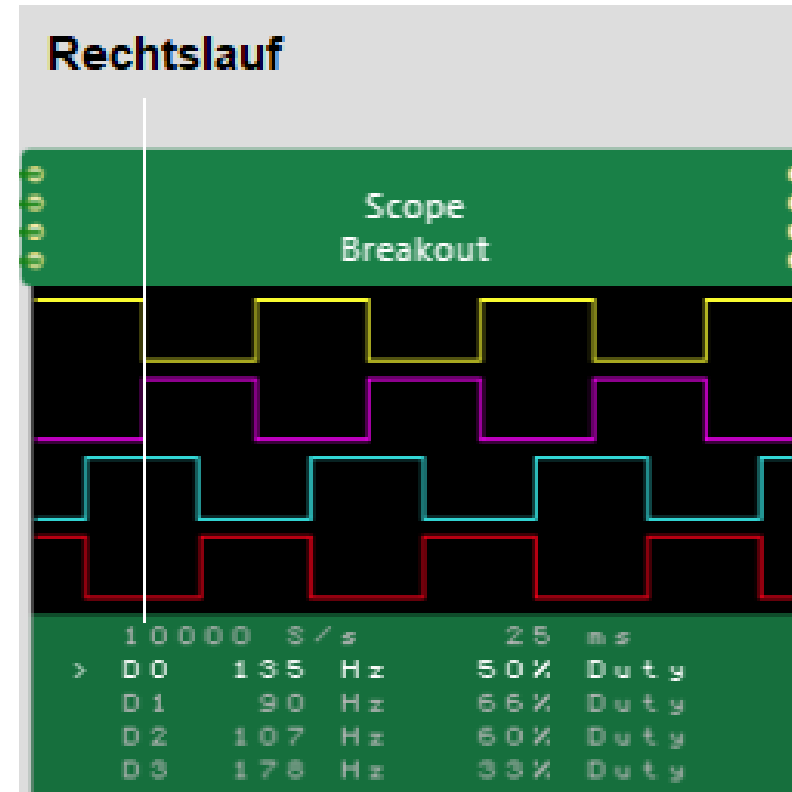 Rechtslauf
Scope
Breakout
10000 S/s 25 ms
> D0 135 Hz 50% Duty
D1 90 Hz 66% Duty
D2 107 Hz 60% Duty
D3 178 Hz 33% Duty